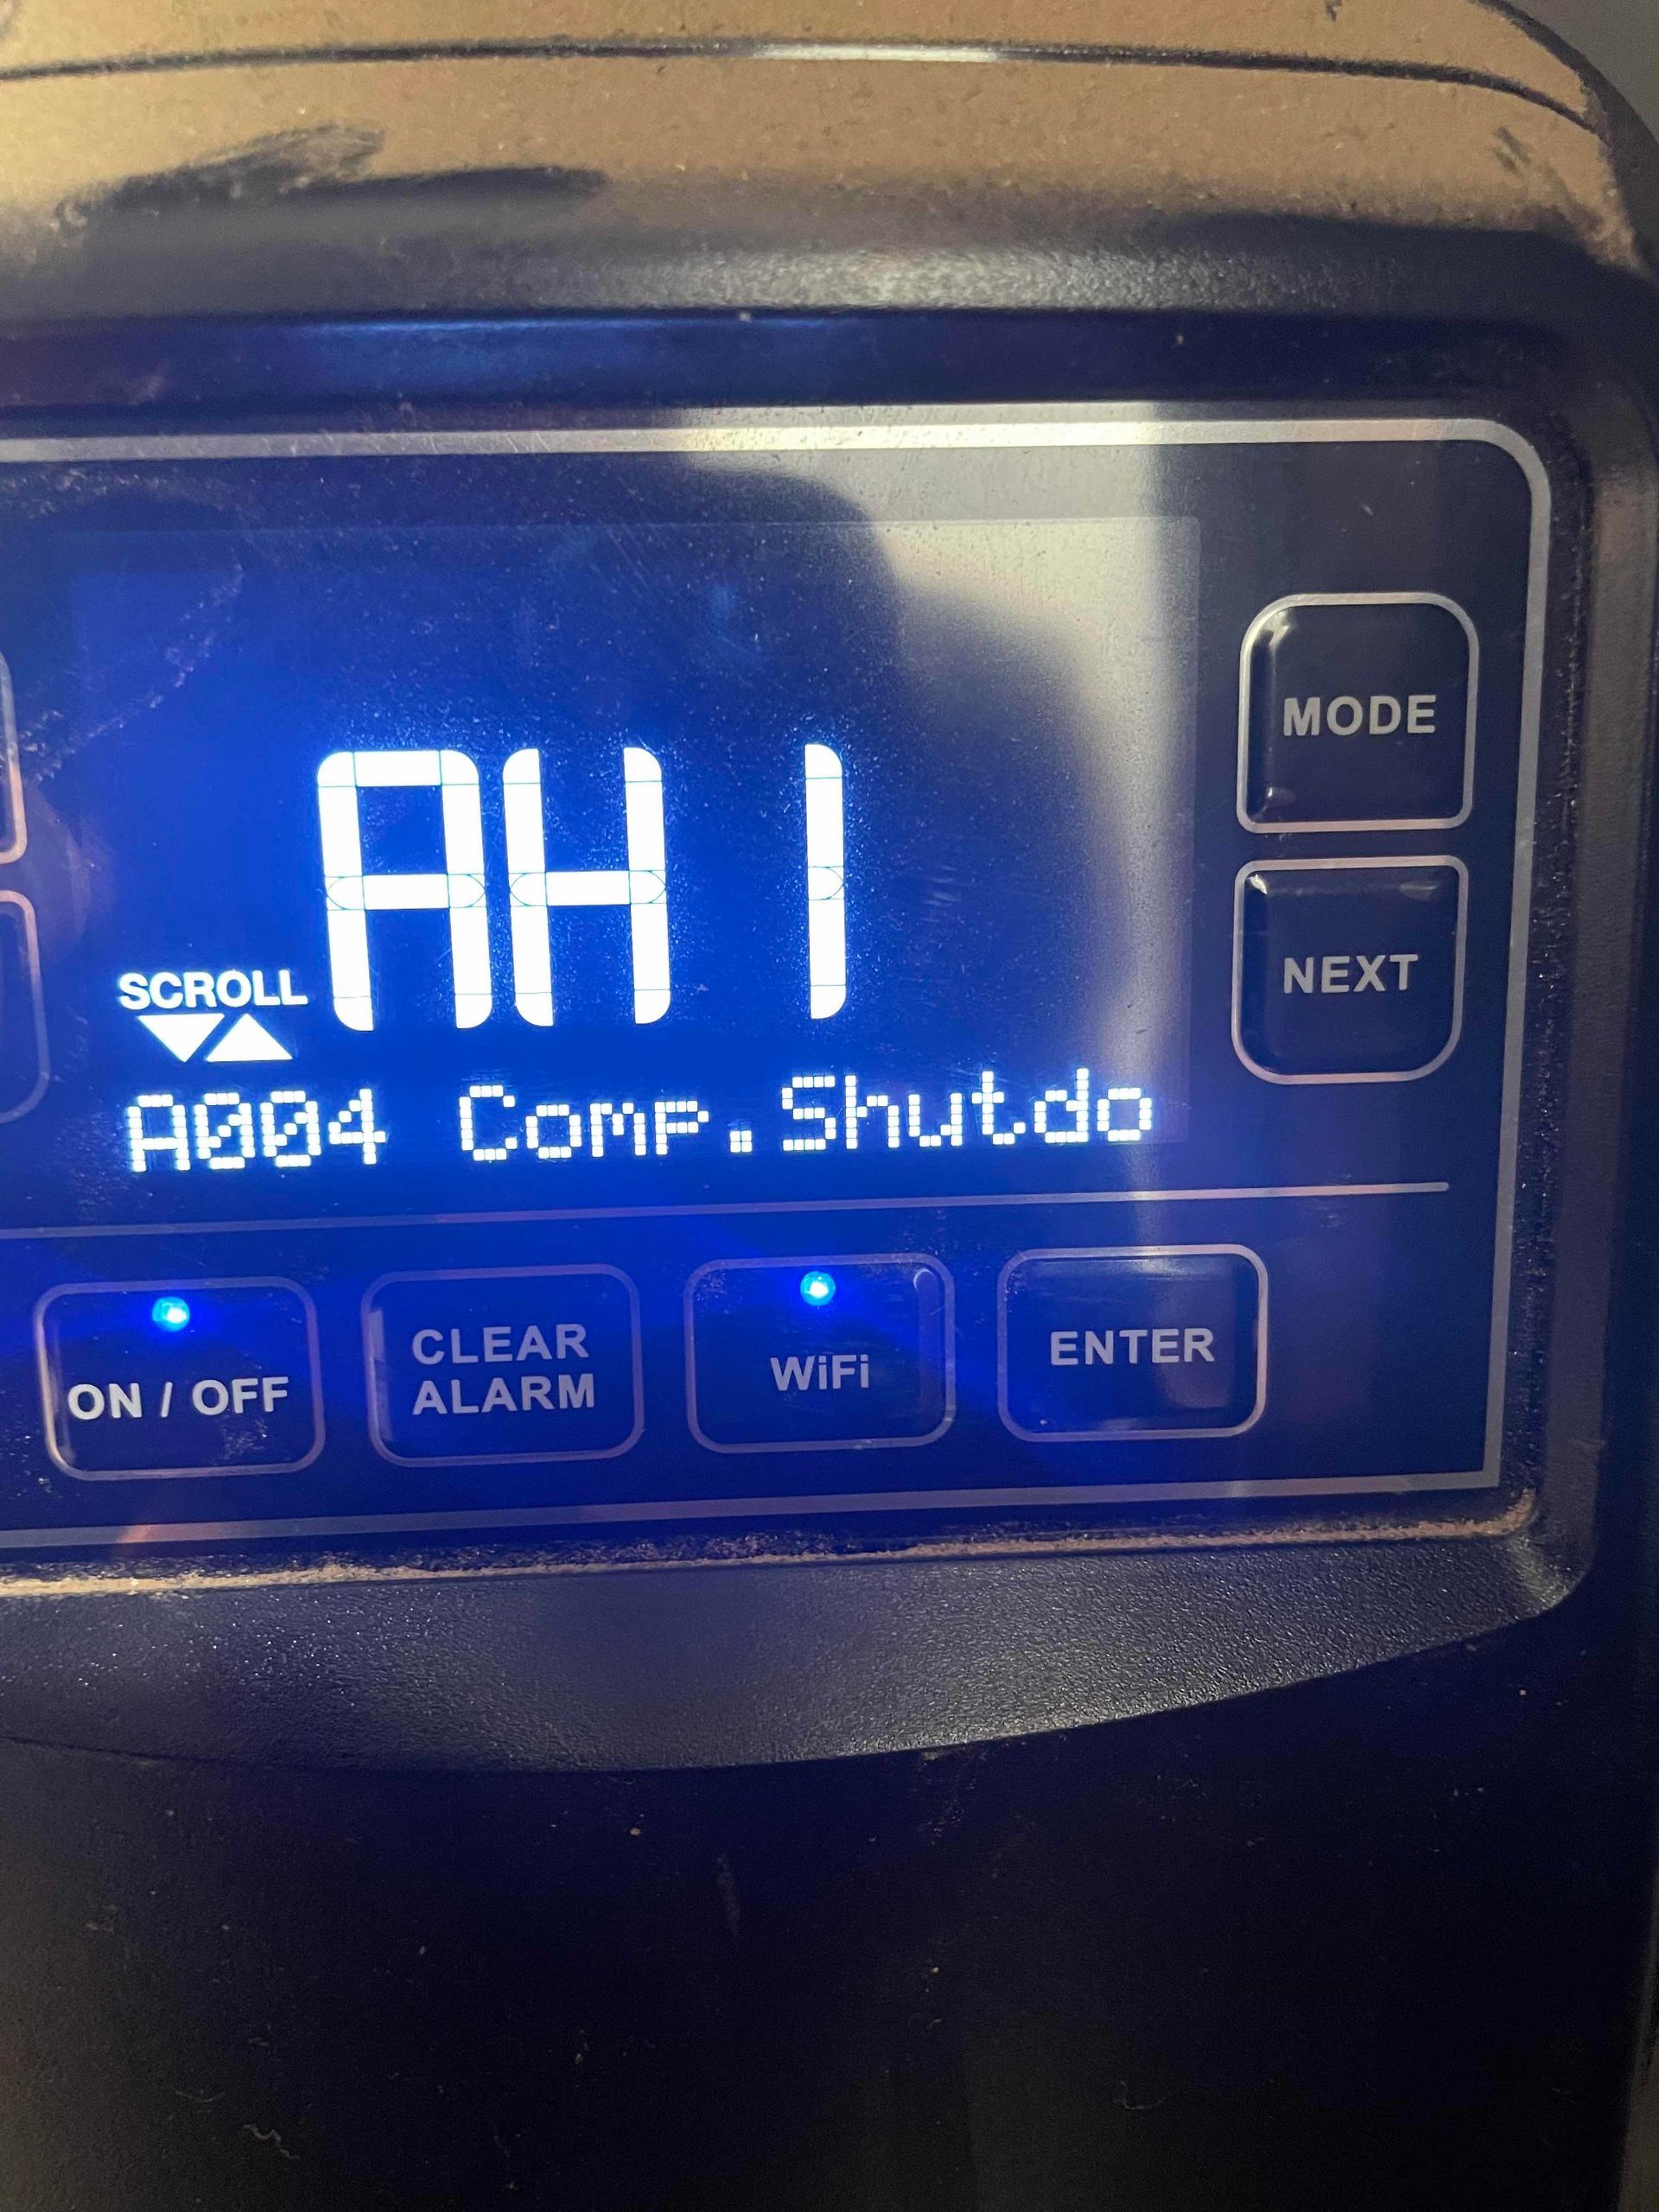 MODE
AH 1
NEXT
SCROLL
A004 Comp.Shutdo
ON / OFF
CLEAR
ALARM
WiFi
ENTER